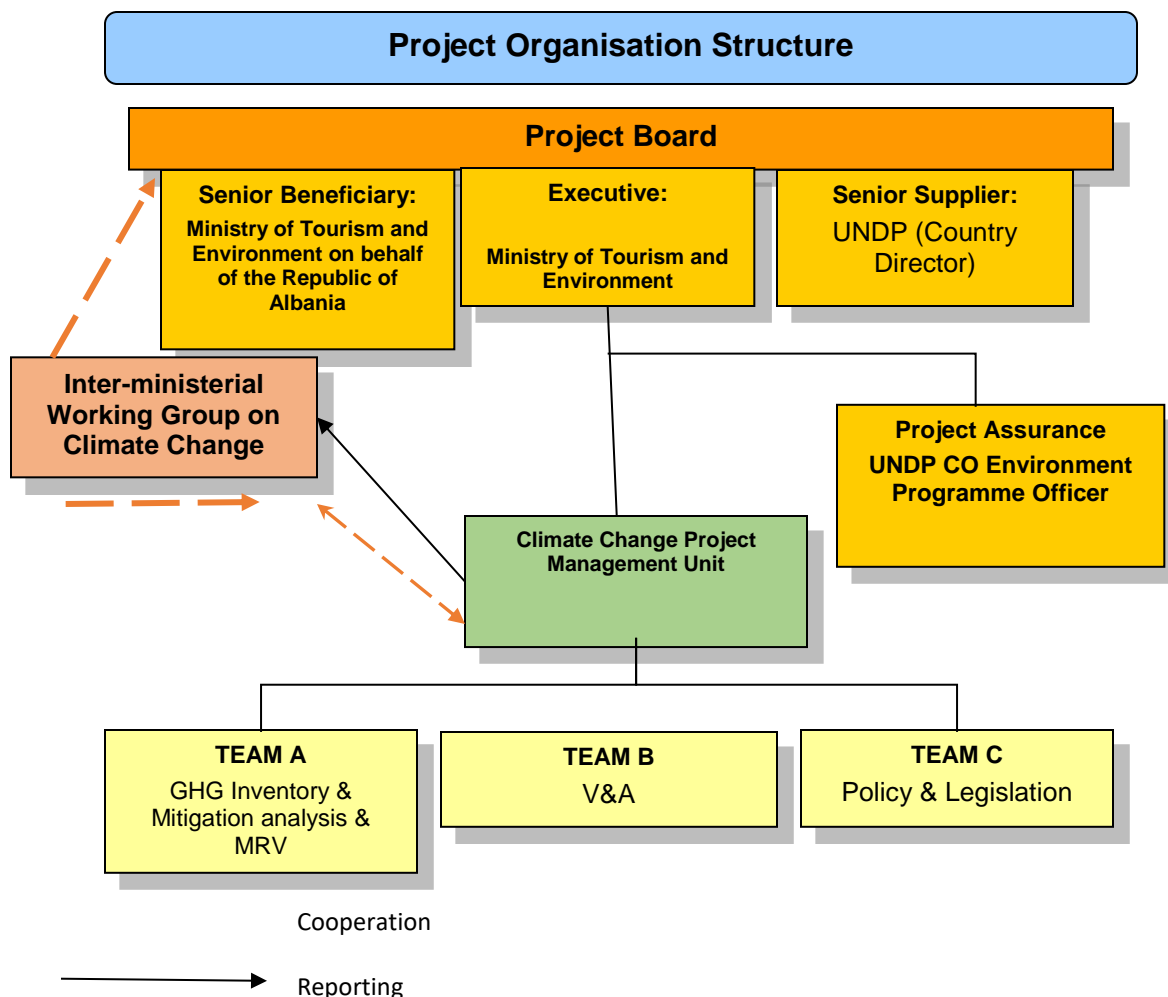 Project Organisation Structure
Project Board
Senior Beneficiary:
Ministry of Tourism and
Environment on behalf
of the Republic of
Albania
Executive:
Ministry of Tourism and
Environment
Senior Supplier:
UNDP (Country
Director)
Inter-ministerial
Working Group on
Climate Change
Project Assurance
UNDP CO Environment
Programme Officer
Climate Change Project
Management Unit
TEAM A
GHG Inventory &
Mitigation analysis &
MRV
TEAM B
V&A
TEAM C
Policy & Legislation
Cooperation
Reporting